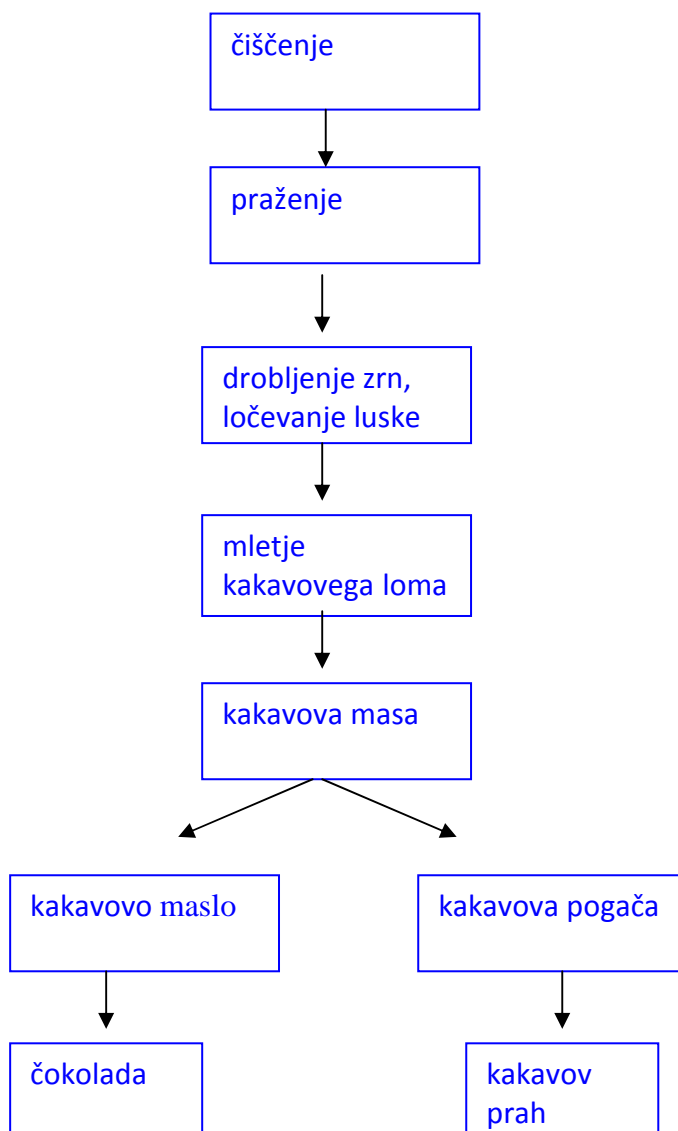 čiščenje
praženje
drobljenje zrn,
ločevanje luske
mletje
kakavovega loma
kakavova masa
kakavovo maslo
kakavova pogača
čokolada
kakavov
prah